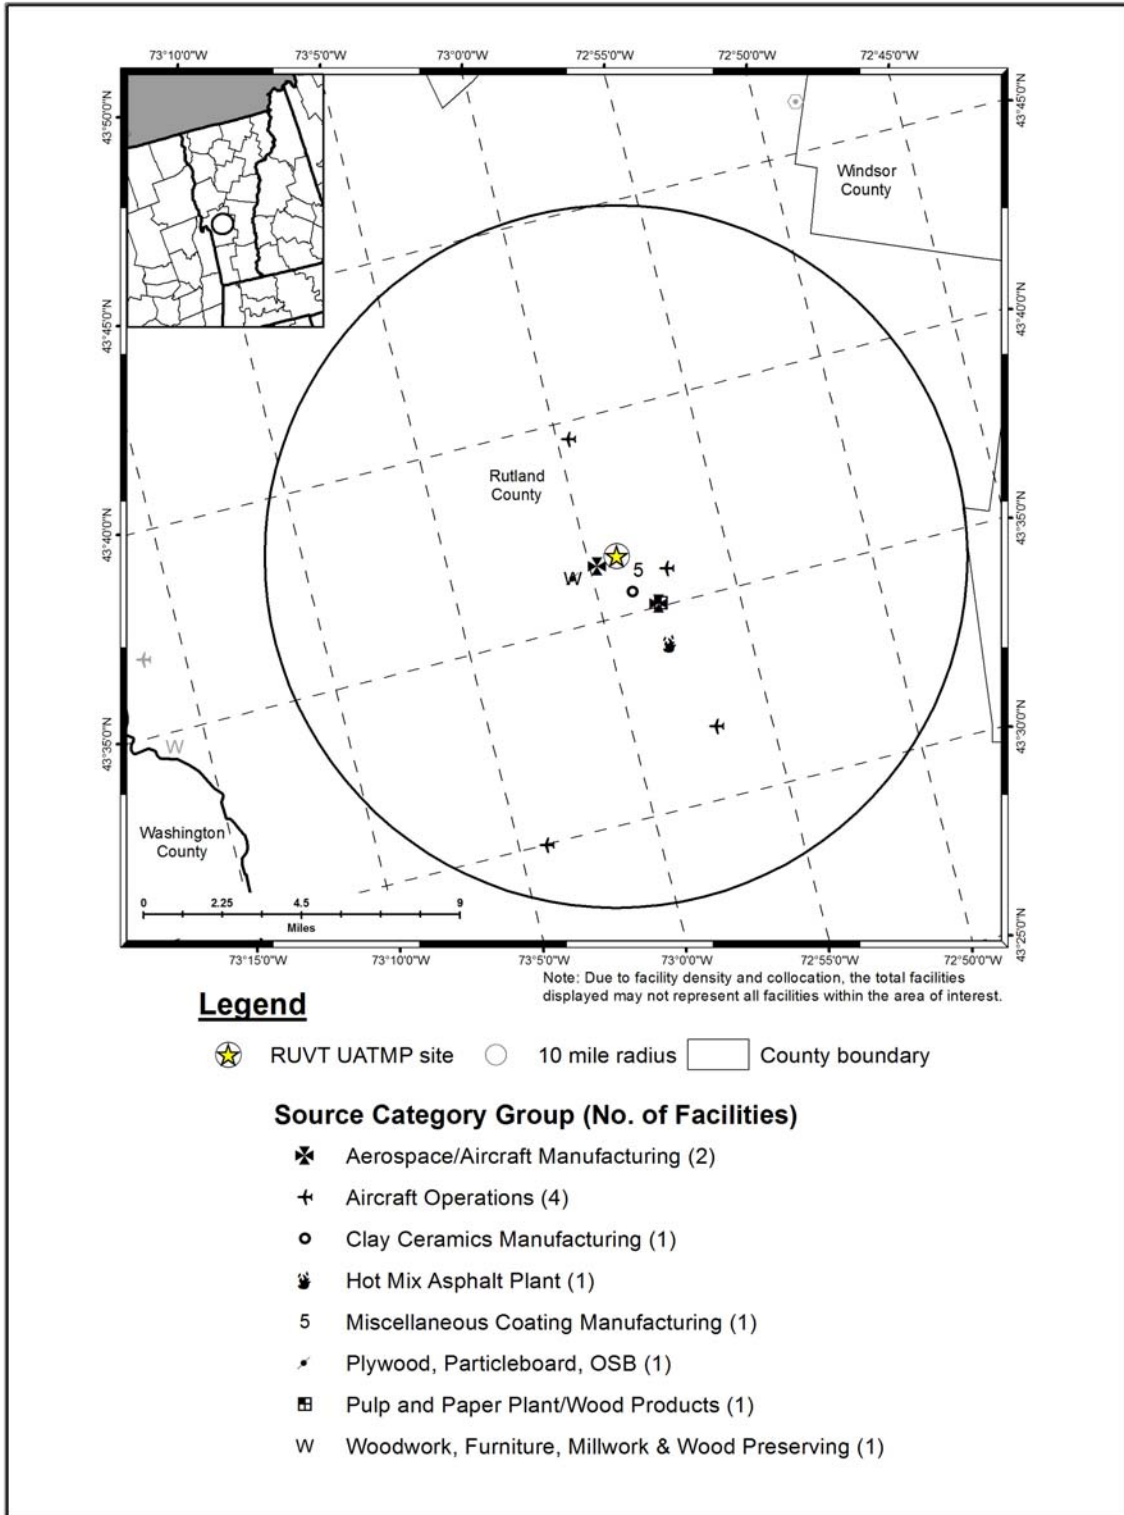 73°10'0"W 73°5'0"W 73°0'0"W 72°55'0"W 72°50'0"W 72°45'0"W
43°50'0"N
43°45'0"N
43°40'0"N
43°35'0"N
43°45'0"N
43°40'0"N
43°35'0"N
43°30'0"N
43°25'0"N
Windsor
County
Rutland
County
5
W
W
Washington
County
0 2.25 4.5 9
Miles
73°15'0"W 73°10'0"W 73°5'0"W 73°0'0"W 72°55'0"W 72°50'0"W
Note: Due to facility density and collocation, the total facilities
displayed may not represent all facilities within the area of interest.
Legend
RUVT UATMP site 10 mile radius County boundary
Source Category Group (No. of Facilities)
Aerospace/Aircraft Manufacturing (2)
Aircraft Operations (4)
Clay Ceramics Manufacturing (1)
Hot Mix Asphalt Plant (1)
5 Miscellaneous Coating Manufacturing (1)
Plywood, Particleboard, OSB (1)
Pulp and Paper Plant/Wood Products (1)
W Woodwork, Furniture, Millwork & Wood Preserving (1)